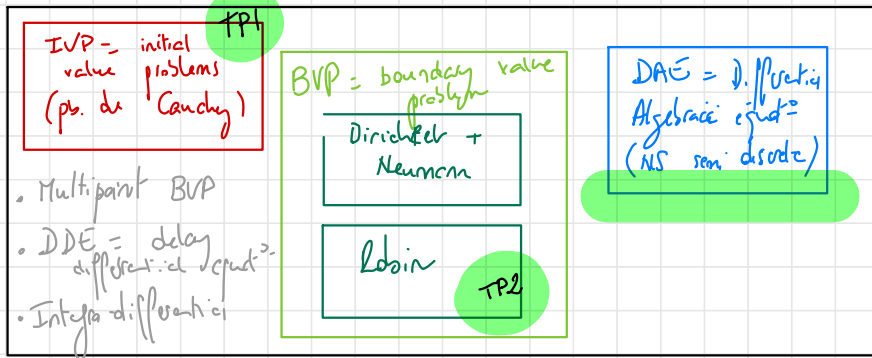 TP1
IVP = initial
value problems
(pb. de Cauchy)
BVP = boundary value
problem
Dirichlet +
Neumann
Robin
TP2
DAE = Differential
Algebraic equat°
(NS semi discrete)
• Multipoint BVP
• DDE = delay
differential equat°
• Integro differential